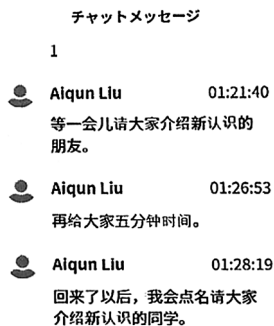 チャットメッセージ
1
Aiqun Liu 01:21:40
等一会儿请大家介绍新认识的
朋友。
Aiqun Liu 01:26:53
再给大家五分钟时间。
Aiqun Liu 01:28:19
回来了以后，我会点名请大家
介绍新认识的同学。